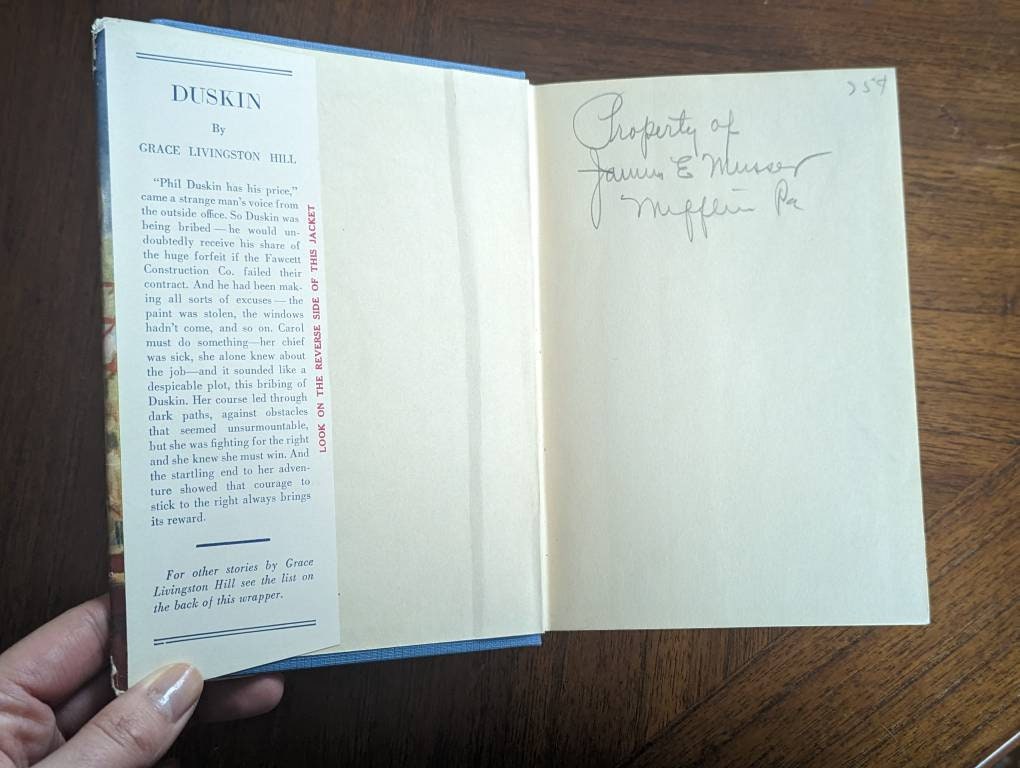 DUSKIN
By
GRACE LIVINGSTON HILL
"Phil Duskin has his price,"
came a strange man's voice from
the outside office. So Duskin was
being bribed—he would un-
doubtedly receive his share of
the huge forfeit if the Fawcett
Construction Co. failed their
contract. And he had been mak-
ing all sorts of excuses—the
paint was stolen, the windows
hadn't come, and so on. Carol
must do something—her chief
was sick, she alone knew about
the job—and it sounded like a
despicable plot, this bribing of
Duskin. Her course led through
dark paths, against obstacles
that seemed unsurmountable,
but she was fighting for the right
and she knew she must win. And
the startling end to her adven-
ture showed that courage to
stick to the right always brings
its reward.
For other stories by Grace
Livingston Hill see the list on
the back of this wrapper.
LOOK ON THE REVERSE SIDE OF THIS JACKET
Property of
E Musser
Mifflin Pa